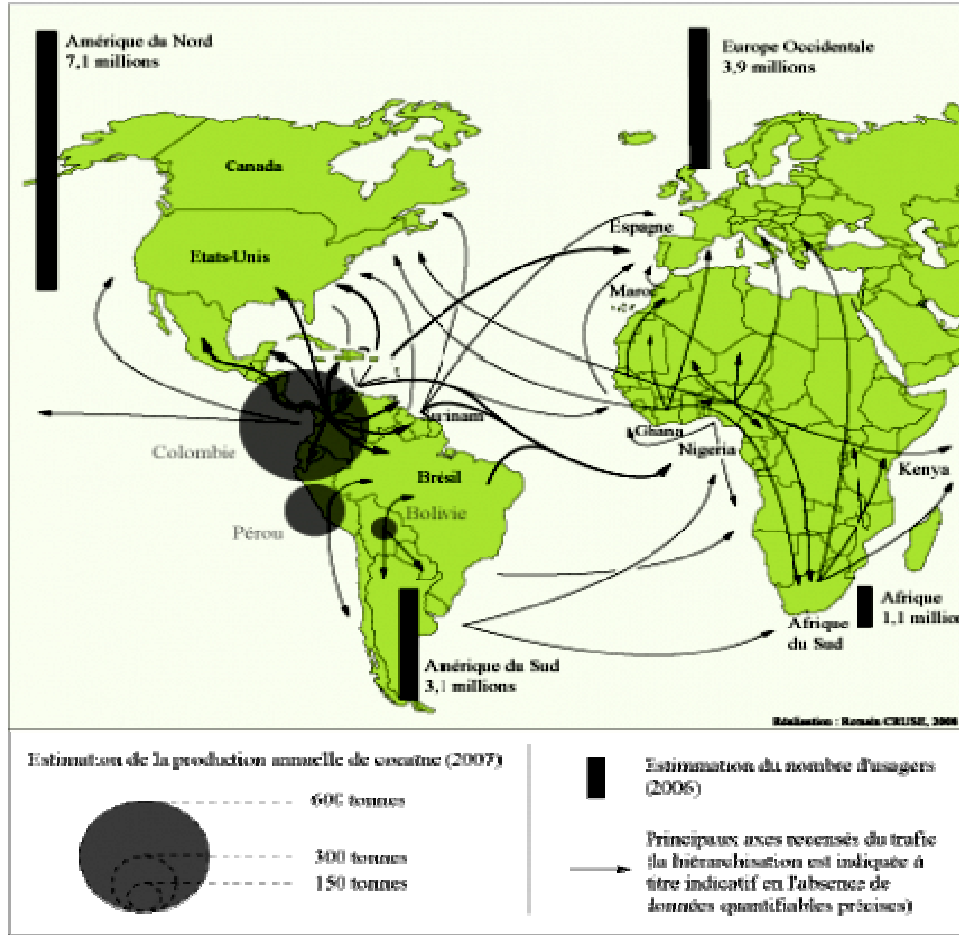 Amérique du Nord
7,1 millions
Europe Occidentale
3,9 millions
Canada
Etats-Unis
Espagne
Maroc
Surinam
Ghana
Nigeria
Kenya
Colombie
Brésil
Bolivie
Pérou
Afrique
1,1 million
Afrique
du Sud
Amérique du Sud
3,1 millions
Réalisation : Romain CRUSE, 2008
Estimation de la production annuelle de cocaïne (2007)
600 tonnes
300 tonnes
150 tonnes
Estimmation du nombre d'usagers
(2006)
Principaux axes recensés du trafic
(la hiérarchisation est indiquée à
titre indicatif en l'absence de
données quantifiables précises)